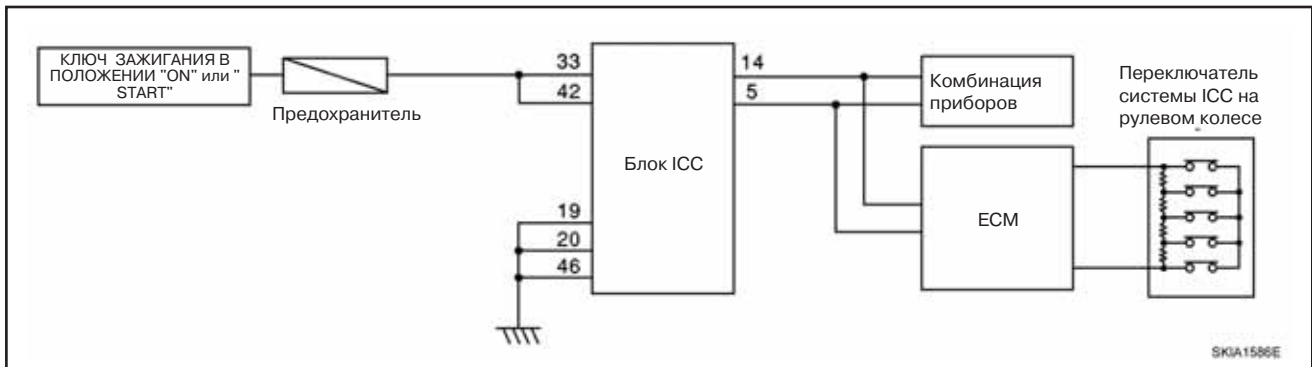 КЛЮЧ ЗАЖИГАНИЯ В
ПОЛОЖЕНИИ "ON" или "
START"
Предохранитель
33
42
19
20
46
Блок ICC
14
5
Комбинация
приборов
ECM
Переключатель
системы ICC на
рулевом колесе
SKIA1586E